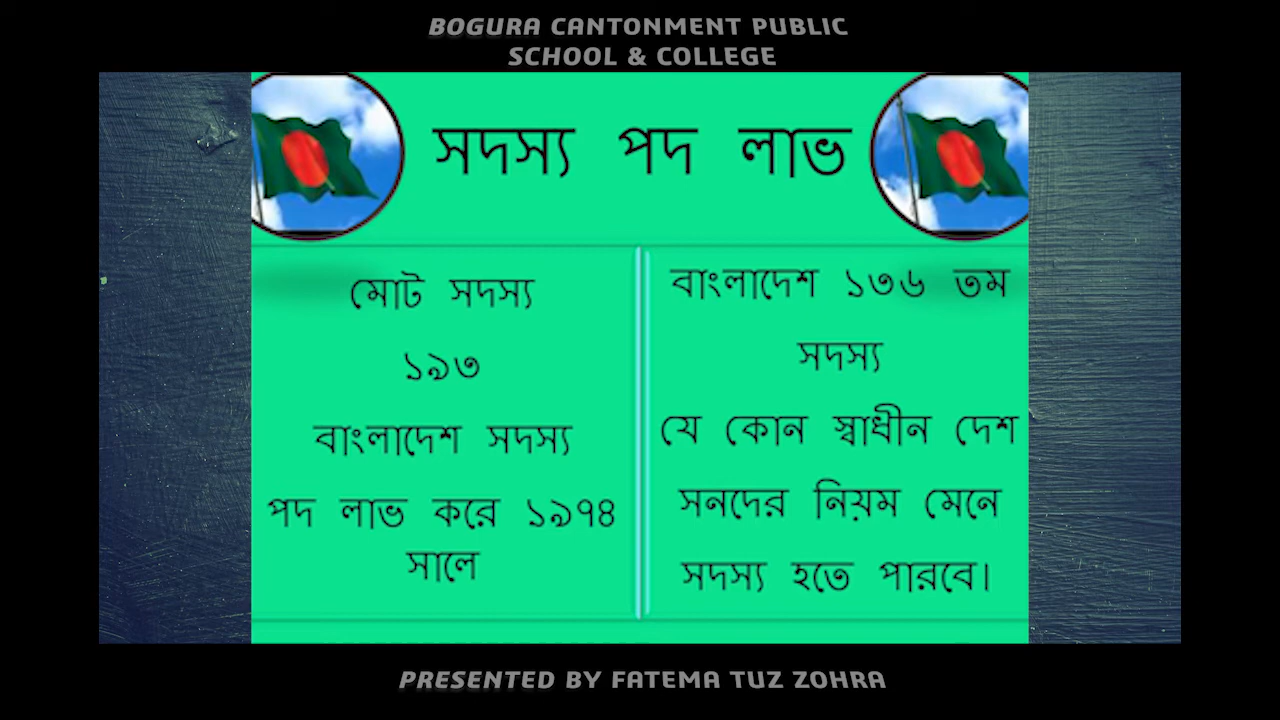 BOGURA CANTONMENT PUBLIC
SCHOOL & COLLEGE
সদস্য পদ লাভ
মোট সদস্য
১৯৩
বাংলাদেশ সদস্য
পদ লাভ করে ১৯৭৪
সালে
বাংলাদেশ ১৩৬ তম
সদস্য
যে কোন স্বাধীন দেশ
সনদের নিয়ম মেনে
সদস্য হতে পারবে।
PRESENTED BY FATEMA TUZ ZOHRA